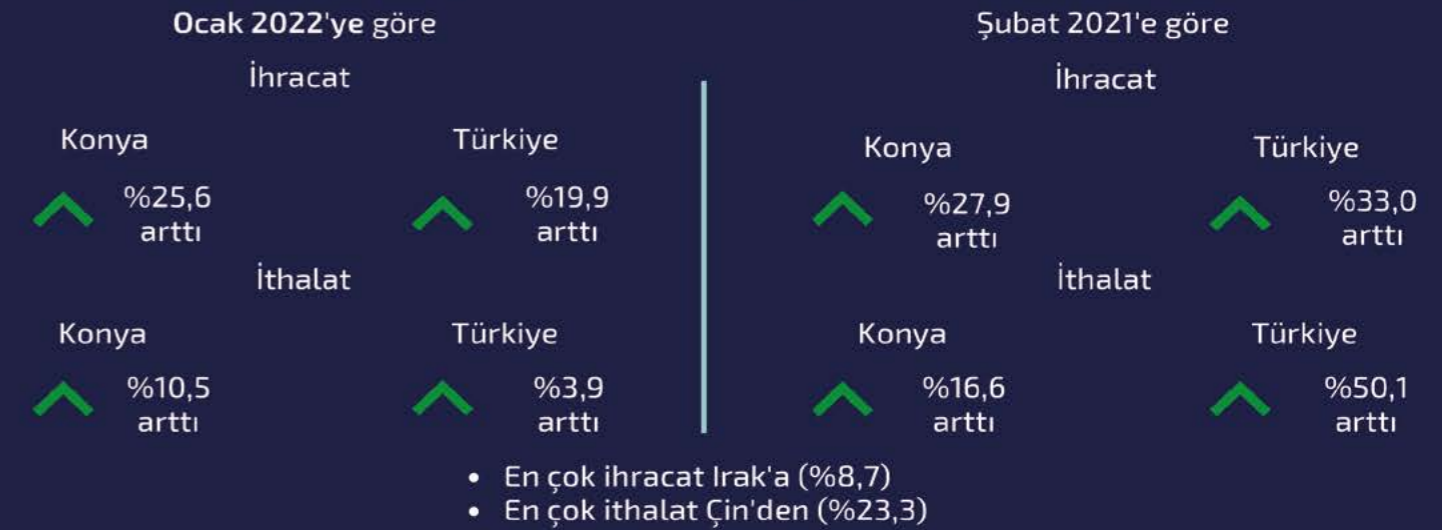 Ocak 2022'ye göre
İhracat
Konya
%25,6
arttı
Türkiye
%19,9
arttı
İthalat
Konya
%10,5
arttı
Türkiye
%3,9
arttı
Şubat 2021'e göre
İhracat
Konya
%27,9
arttı
Türkiye
%33,0
arttı
İthalat
Konya
%16,6
arttı
Türkiye
%50,1
arttı
• En çok ihracat Irak'a (%8,7)
• En çok ithalat Çin'den (%23,3)